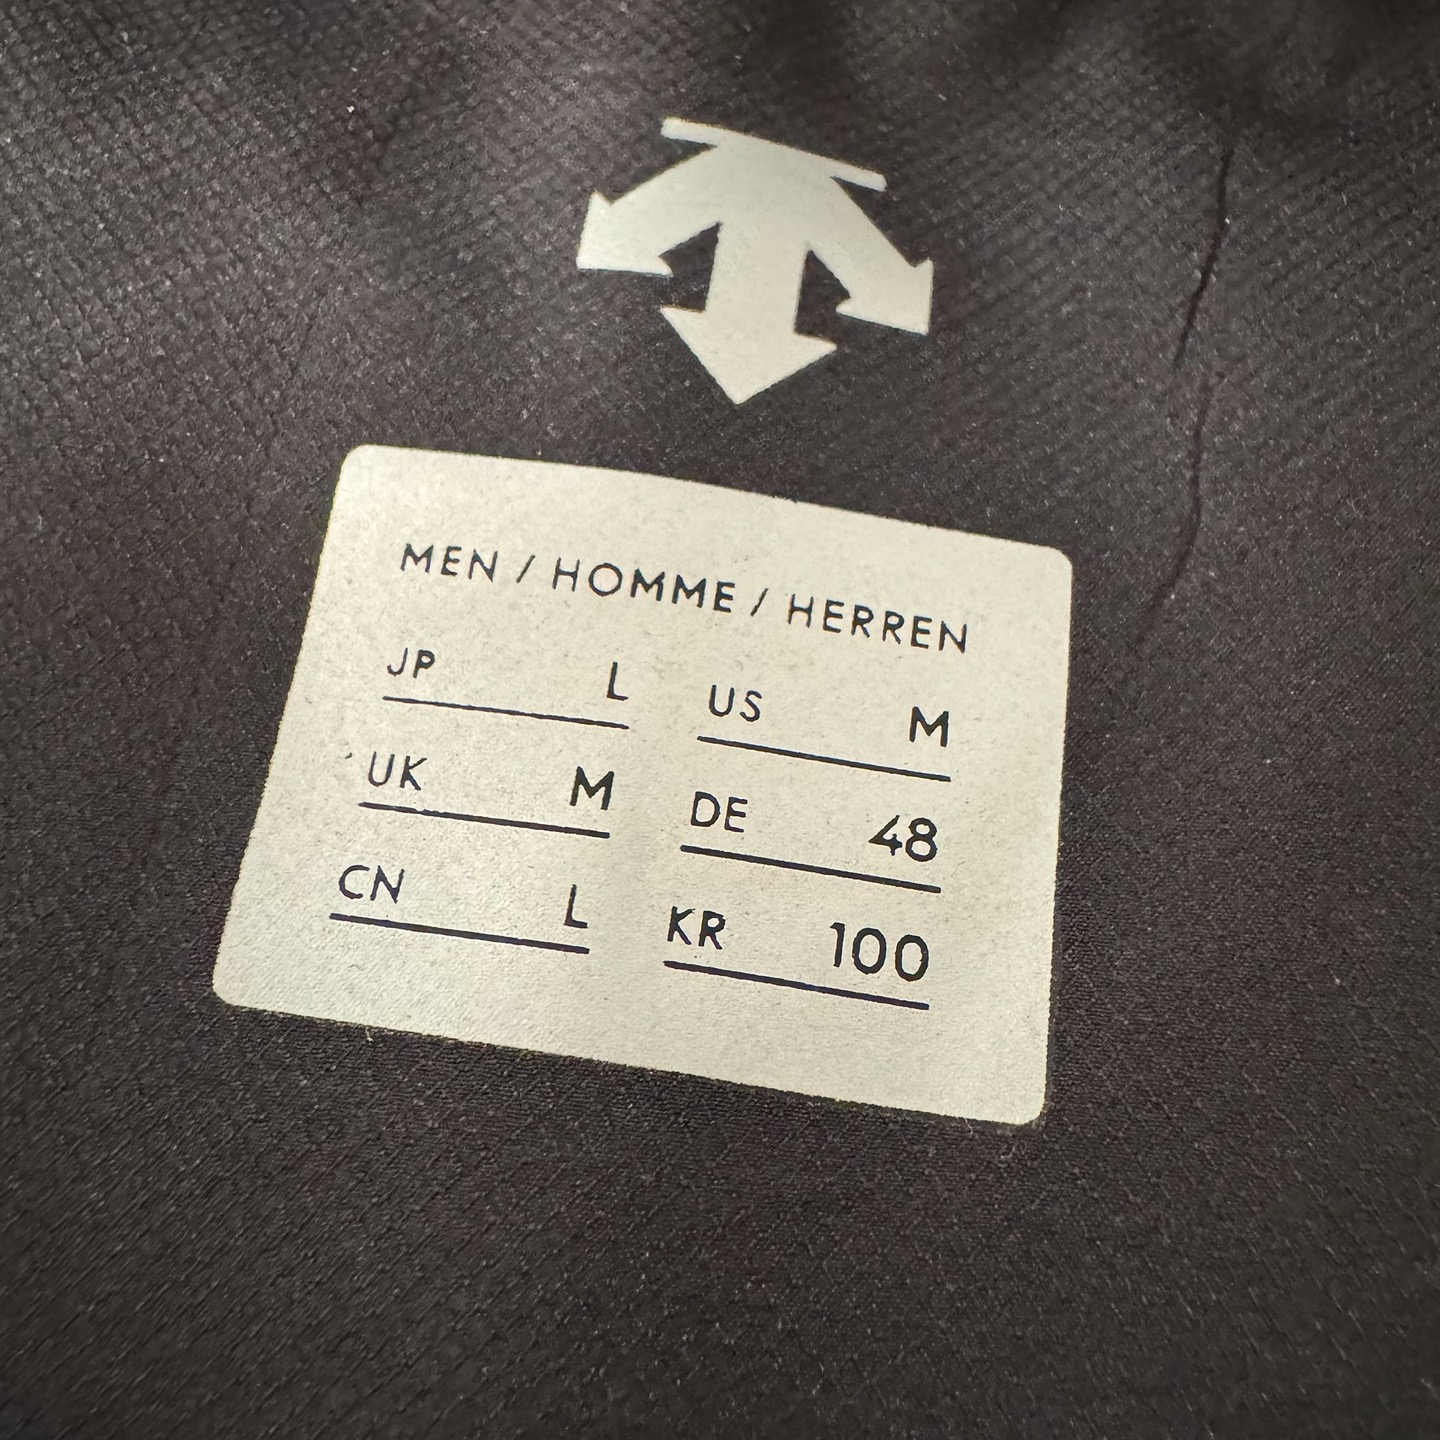 MEN / HOMME / HERREN
JP L US M
UK M DE 48
CN L KR 100